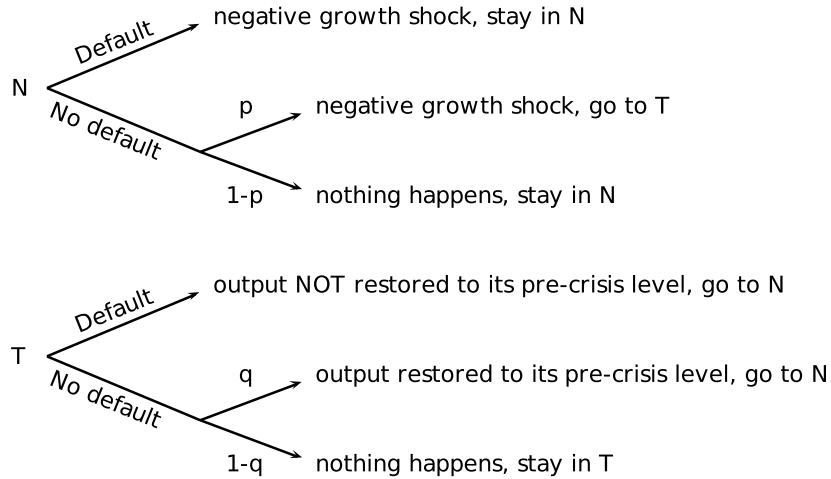 Default
negative growth shock, stay in N
N
No default
p
negative growth shock, go to T
1-p
nothing happens, stay in N
Default
output NOT restored to its pre-crisis level, go to N
T
No default
q
output restored to its pre-crisis level, go to N
1-q
nothing happens, stay in T